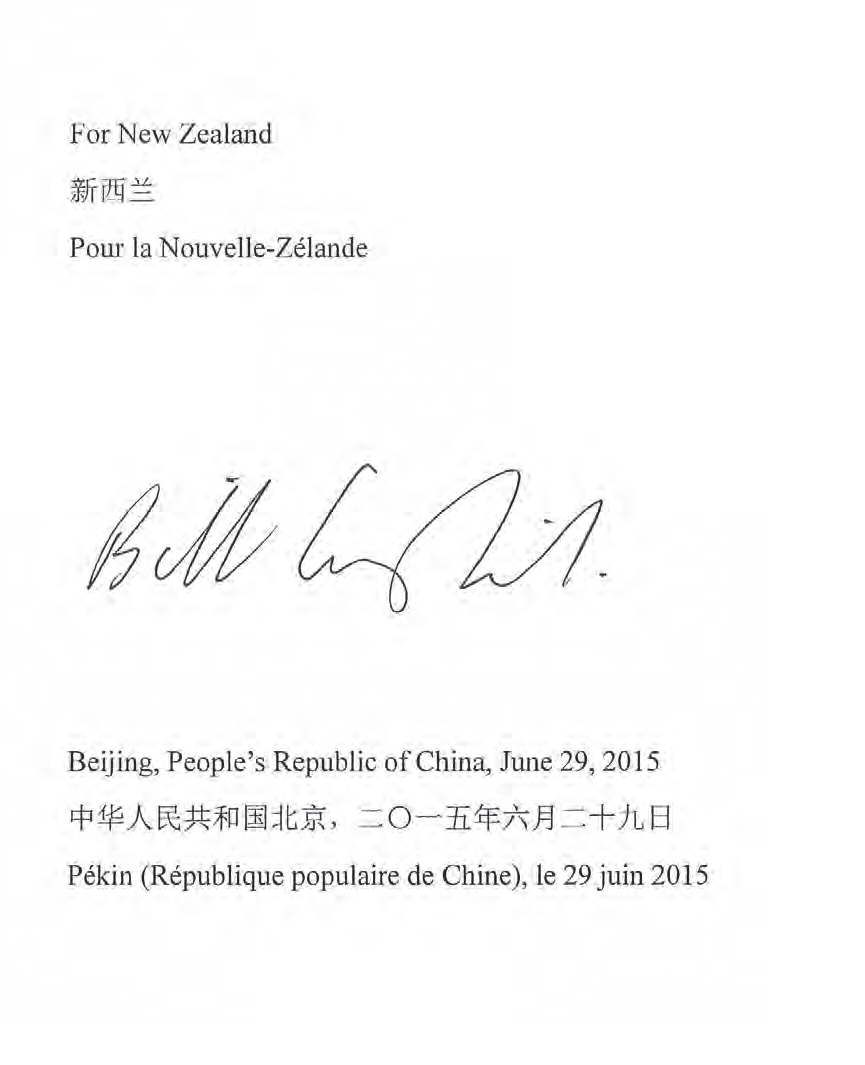 For New Zealand
新西兰
Pour la Nouvelle-Zélande
Bill English.
Beijing, People's Republic of China, June 29, 2015
中华人民共和国北京，二〇一五年六月二十九日
Pékin (République populaire de Chine), le 29 juin 2015